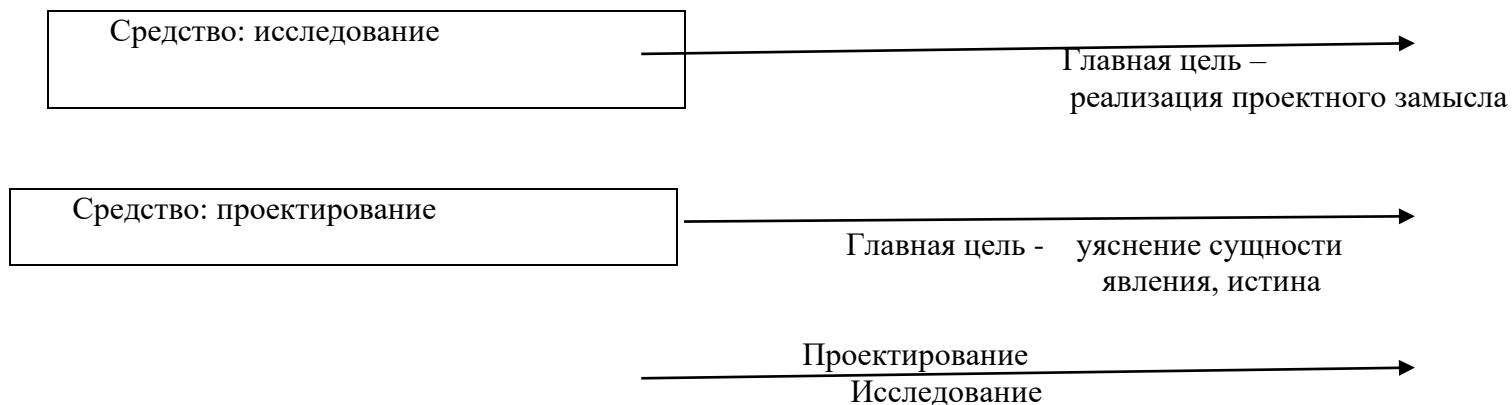 Средство: исследование
Главная цель –
реализация проектного замысла
Средство: проектирование
Главная цель - уяснение сущности
явления, истина
Проектирование
Исследование